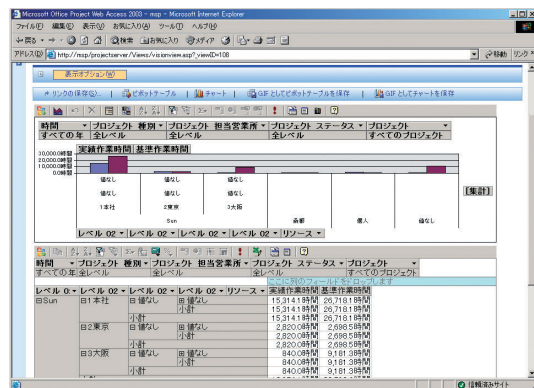 Microsoft Office Project Web Access 2003 - msp - Microsoft Internet Explorer
ファイル(F) 編集(E) 表示(V) お気に入り(A) ツール(T) ヘルプ(H)
戻る 検索 お気に入り メディア
アドレス(D) http://msp/projectserver/Views/visionview.asp?_viewID=108 移動 リンク
表示オプション(W)
リンクの保存(S)... | ピボットテーブル | チャート | GIF としてピボットテーブルを保存 | GIF としてチャートを保存
時間 プロジェクト 種別 プロジェクト 担当営業所 プロジェクト ステータス プロジェクト
すべての年 全レベル 全レベル 全レベル すべてのプロジェクト
実績作業時間 基準作業時間
30,000.0時間
20,000.0時間
10,000.0時間
0.0時間
値なし 値なし 値なし
値なし 値なし 値なし [集計]
1本社 2東京 3大阪
Sun 個人 値なし
レベル 02 レベル 02 レベル 02 レベル 02 リソース
時間 プロジェクト 種別 プロジェクト 担当営業所 プロジェクト ステータス プロジェクト
すべての年 全レベル 全レベル 全レベル すべてのプロジェクト
ここに別のフィールドをドロップします
レベル 0 レベル 02 レベル 02 レベル 02 リソース 実績作業時間 基準作業時間
Sun 1本社 値なし 値なし 15,314.1時間 26,718.1時間
小計 15,314.1時間 26,718.1時間
小計 15,314.1時間 26,718.1時間
2東京 値なし 値なし 2,820.0時間 2,698.5時間
小計 2,820.0時間 2,698.5時間
小計 2,820.0時間 2,698.5時間
3大阪 値なし 値なし 840.0時間 9,181.3時間
小計 840.0時間 9,181.3時間
小計 840.0時間 9,181.3時間
信頼済みサイト